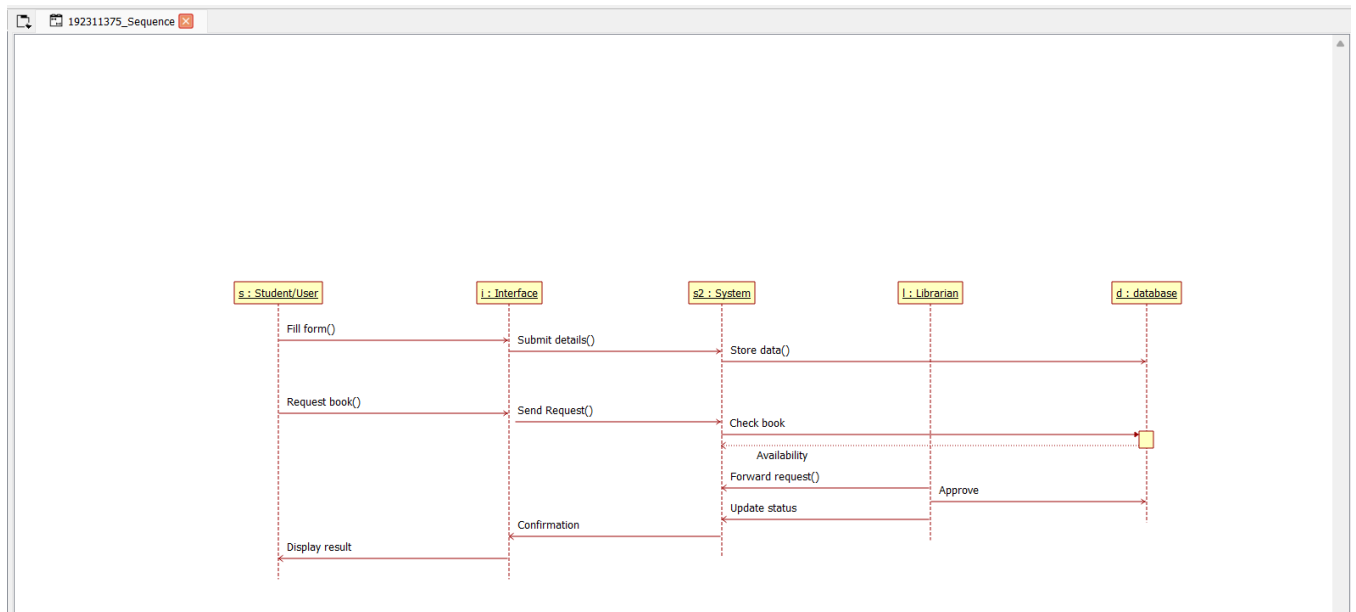 192311375_Sequence
s : Student/User
i : Interface
s2 : System
l : Librarian
d : database
Fill form()
Submit details()
Store data()
Request book()
Send Request()
Check book
Availability
Forward request()
Approve
Update status
Confirmation
Display result